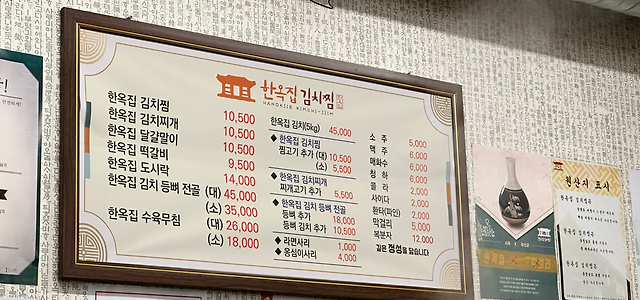 한옥집 김치찜
HANOKJIB KIMCHI-JJIM
한옥집 김치찜 10,500
한옥집 김치찌개 10,500
한옥집 달걀말이 10,500
한옥집 떡갈비 9,500
한옥집 도시락 14,000
한옥집 김치 등뼈 전골 (대) 45,000
(소) 35,000
한옥집 수육무침 (대) 26,000
(소) 18,000
한옥집 김치(5kg) 45,000
◆ 한옥집 김치찜
찜고기 추가 (대) 10,500
(소) 5,500
◆ 한옥집 김치찌개
찌개고기 추가 5,500
◆ 한옥집 김치 등뼈 전골
등뼈 추가 18,000
등뼈 김치 추가 10,500
◆ 라면사리 1,000
◆ 옹심이사리 4,000
소 주 5,000
맥 주 6,000
매화수 6,000
청 하 6,000
콜 라 2,000
사이다 2,000
환타(파인) 2,000
막걸리 5,000
복분자 12,000
깊은 정성을 담습니다
원산지 표시